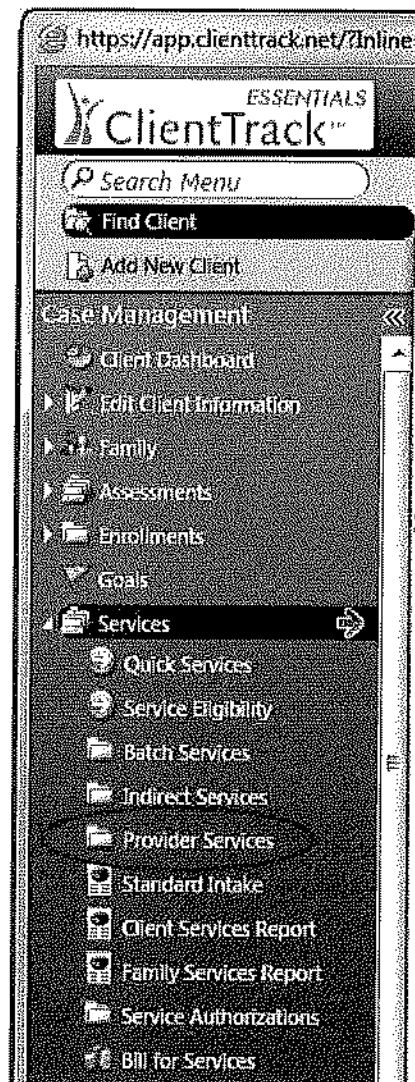 https://app.clienttrack.net/?Inline
ESSENTIALS
ClientTrack™
Search Menu
Find Client
Add New Client
Case Management
Client Dashboard
Edit Client Information
Family
Assessments
Enrollments
Goals
Services
Quick Services
Service Eligibility
Batch Services
Indirect Services
Provider Services
Standard Intake
Client Services Report
Family Services Report
Service Authorizations
Bill for Services